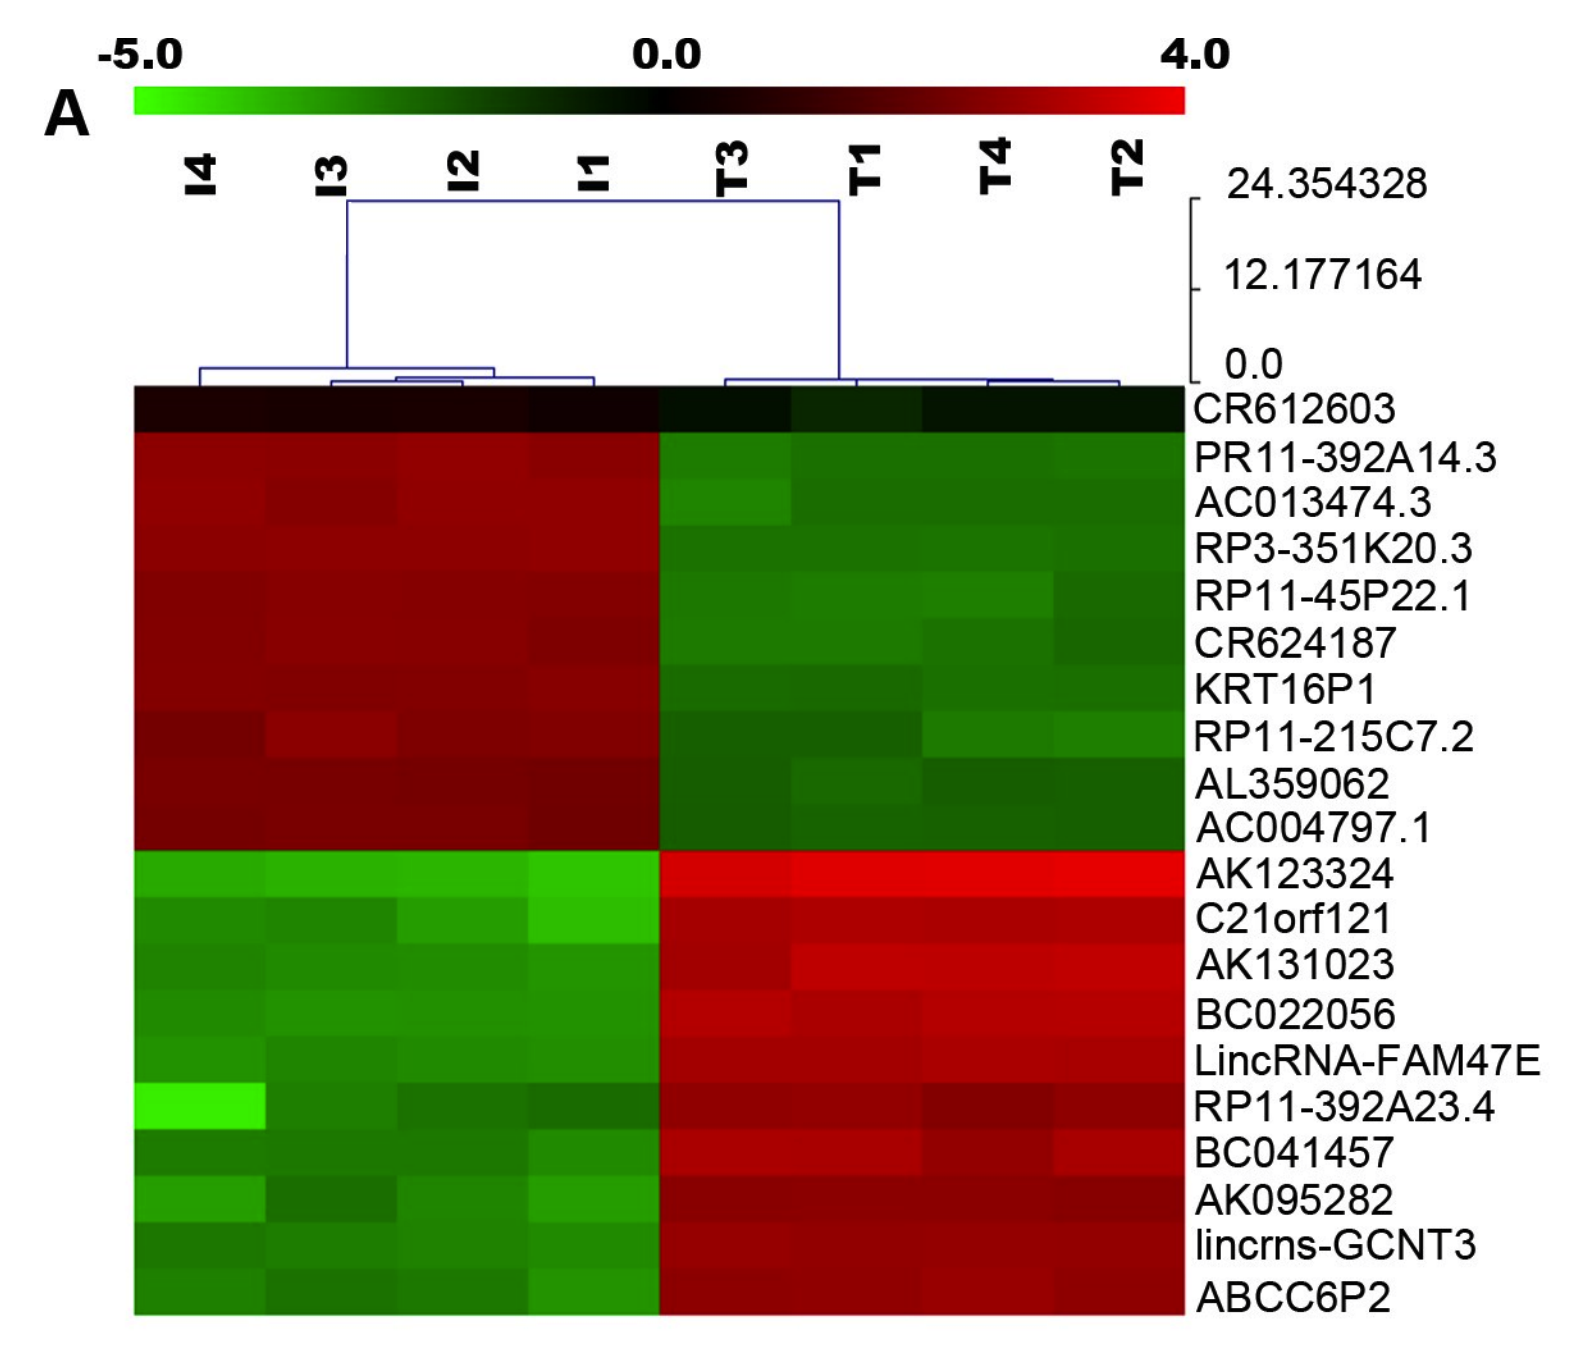 -5.0 0.0 4.0
A
I4 I3 I2 I1 T3 T1 T4 T2
24.354328
12.177164
0.0
CR612603
PR11-392A14.3
AC013474.3
RP3-351K20.3
RP11-45P22.1
CR624187
KRT16P1
RP11-215C7.2
AL359062
AC004797.1
AK123324
C21orf121
AK131023
BC022056
LincRNA-FAM47E
RP11-392A23.4
BC041457
AK095282
lincrns-GCNT3
ABCC6P2